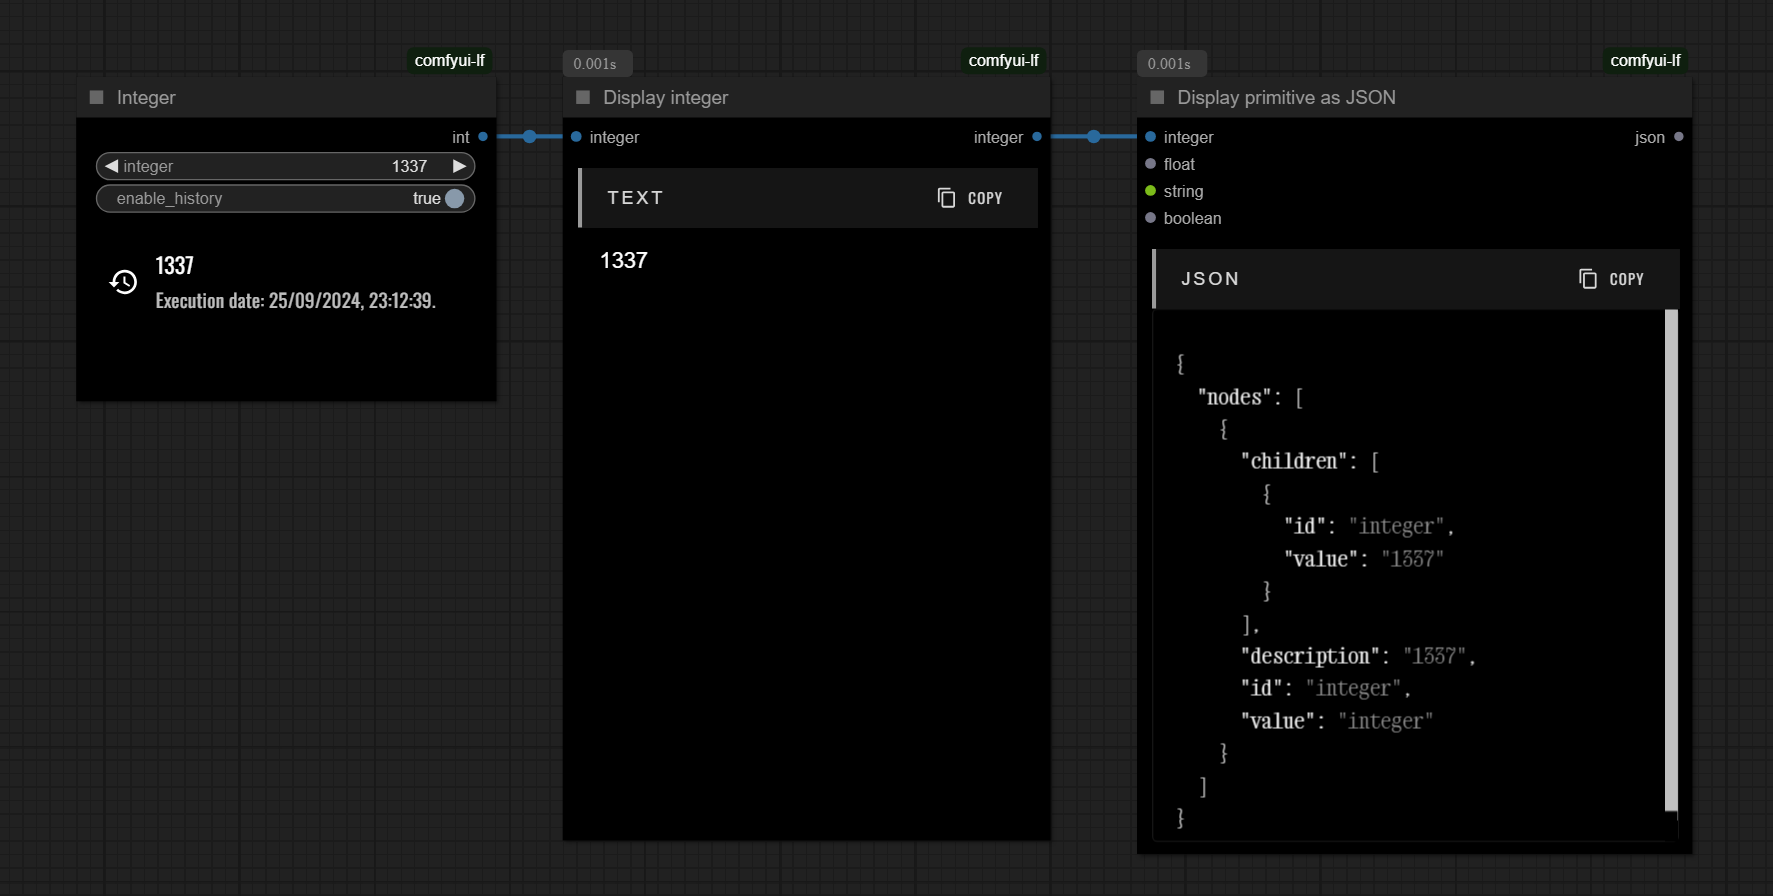 comfyui-lf
Integer
int
integer 1337
enable_history true
1337
Execution date: 25/09/2024, 23:12:39.
0.001s
comfyui-lf
Display integer
integer integer
TEXT COPY
1337
0.001s
comfyui-lf
Display primitive as JSON
integer json
float
string
boolean
JSON COPY
{
"nodes": [
{
"children": [
{
"id": "integer",
"value": "1337"
}
],
"description": "1337",
"id": "integer",
"value": "integer"
}
]
}